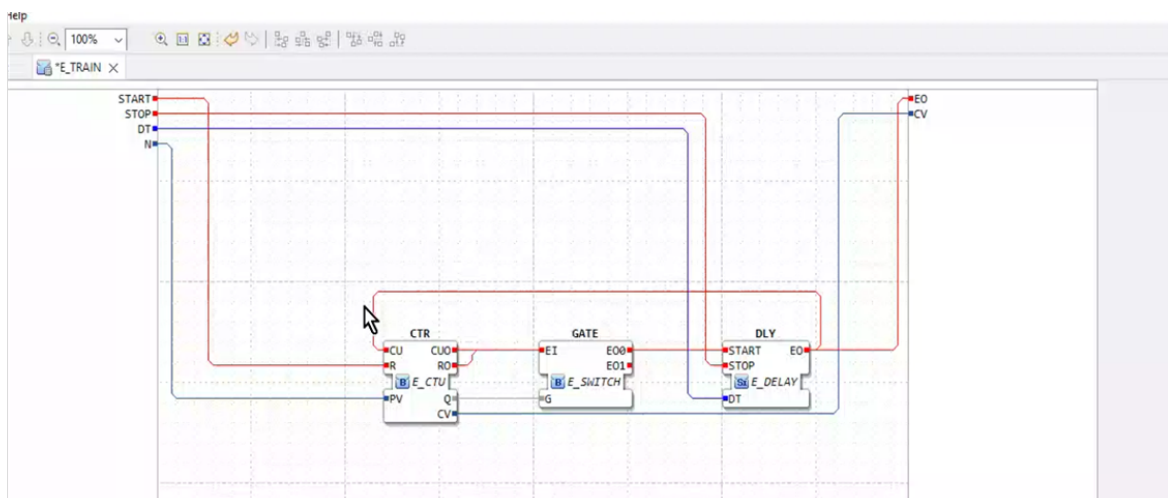 Help
100%
*E_TRAIN
START
STOP
DT
N
EO
CV
CTR
CU CUO
R RO
E_CTU
PV Q
CV
GATE
EI EO0
EO1
E_SWITCH
G
DLY
START EO
STOP
E_DELAY
DT